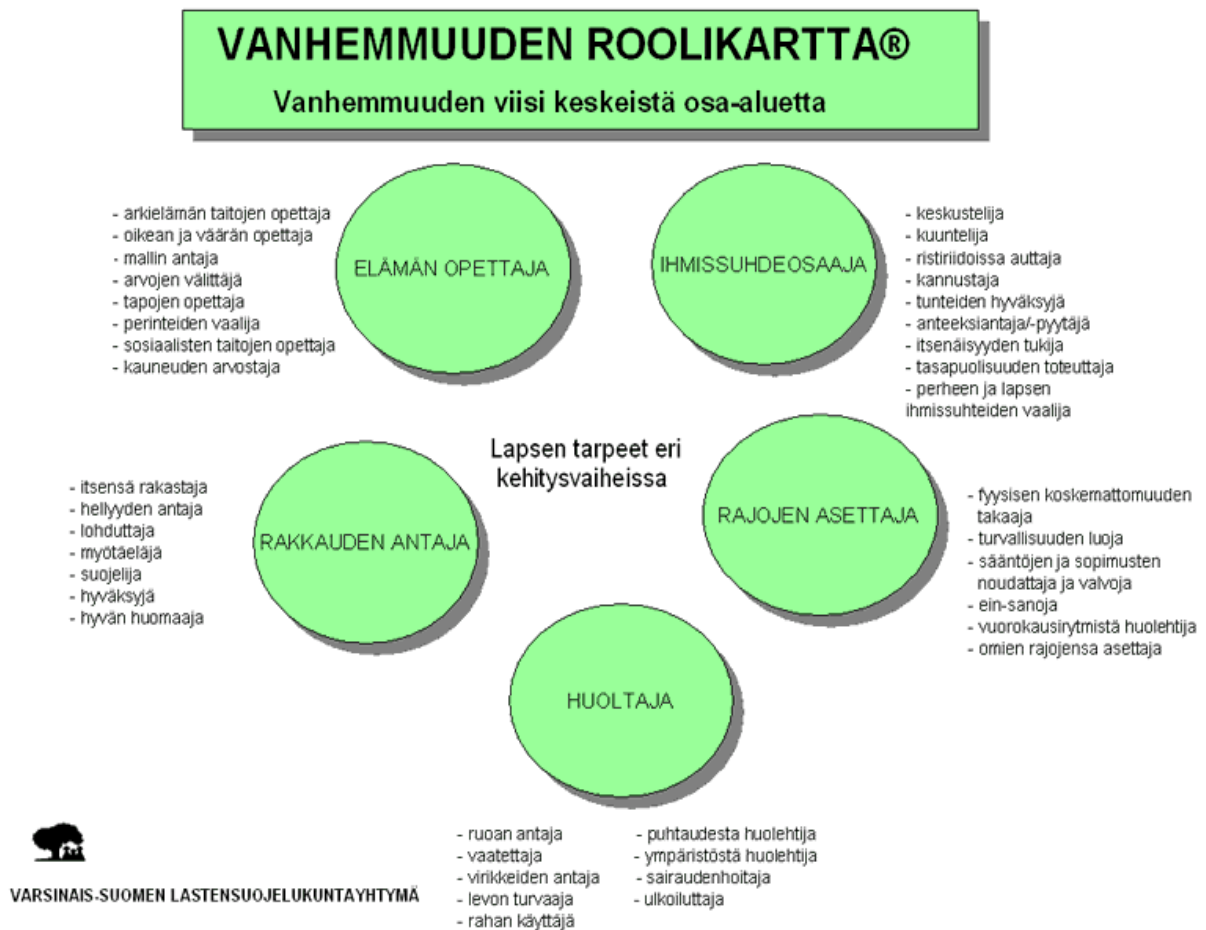 VANHEMMUUDEN ROOLIKARTTA®
Vanhemmuuden viisi keskeistä osa-aluetta
ELÄMÄN OPETTAJA
- arkielämän taitojen opettaja
- oikean ja väärän opettaja
- mallin antaja
- arvojen välittäjä
- tapojen opettaja
- perinteiden vaalija
- sosiaalisten taitojen opettaja
- kauneuden arvostaja
IHMISSUHDEOSAAJA
- keskustelija
- kuuntelija
- ristiriidoissa auttaja
- kannustaja
- tunteiden hyväksyjä
- anteeksiantaja/-pyytäjä
- itsenäisyyden tukija
- tasapuolisuuden toteuttaja
- perheen ja lapsen
ihmissuhteiden vaalija
Lapsen tarpeet eri
kehitysvaiheissa
RAKKAUDEN ANTAJA
- itsensä rakastaja
- hellyyden antaja
- lohduttaja
- myötäeläjä
- suojelija
- hyväksyjä
- hyvän huomaaja
RAJOJEN ASETTAJA
- fyysisen koskemattomuuden
takaaja
- turvallisuuden luoja
- sääntöjen ja sopimusten
noudattaja ja valvoja
- ein-sanoja
- vuorokausirytmistä huolehtija
- omien rajojensa asettaja
HUOLTAJA
- ruoan antaja
- vaatettaja
- virikkeiden antaja
- levon turvaaja
- rahan käyttäjä
- puhtaudesta huolehtija
- ympäristöstä huolehtija
- sairaudenhoitaja
- ulkoiluttaja
VARSINAIS-SUOMEN LASTENSUOJELUKUNTAYHTYMÄ